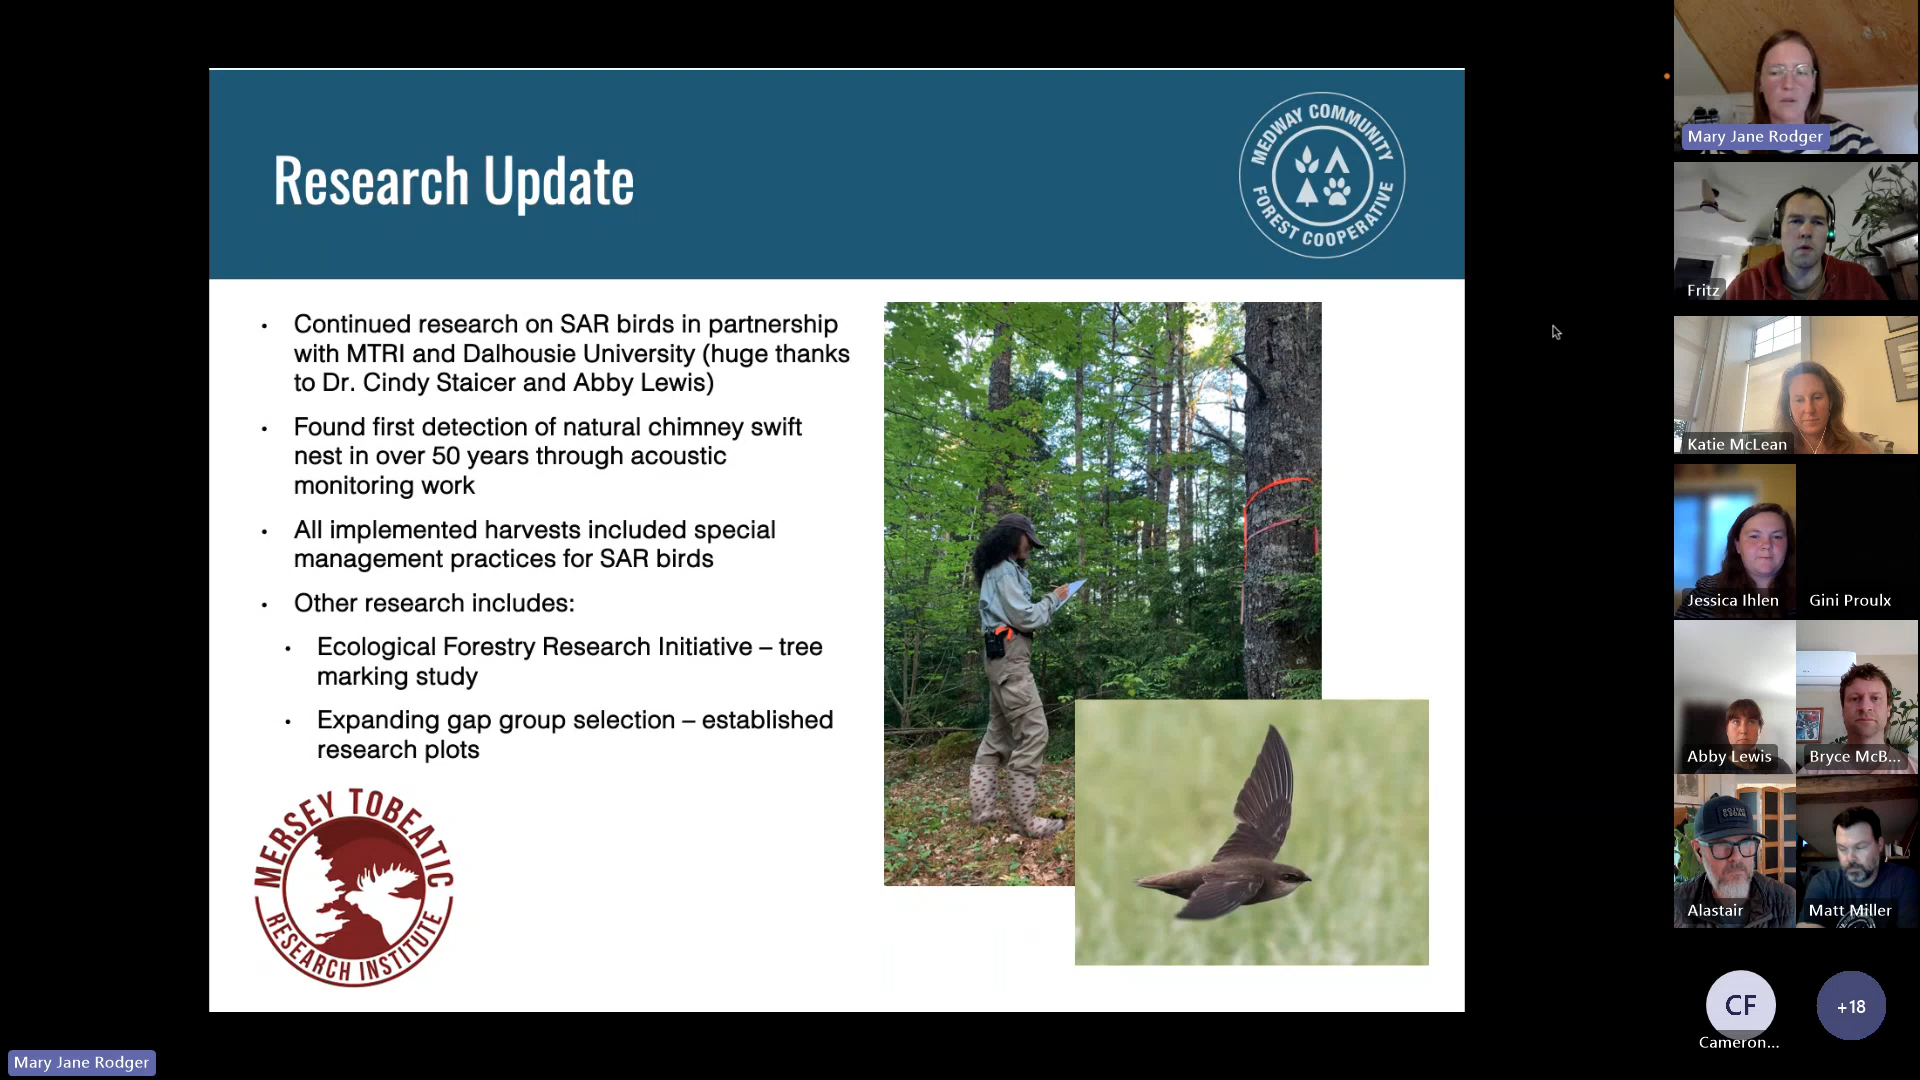 MEDWAY COMMUNITY
FOREST COOPERATIVE
Research Update
• Continued research on SAR birds in partnership
with MTRI and Dalhousie University (huge thanks
to Dr. Cindy Staicer and Abby Lewis)
• Found first detection of natural chimney swift
nest in over 50 years through acoustic
monitoring work
• All implemented harvests included special
management practices for SAR birds
• Other research includes:
• Ecological Forestry Research Initiative – tree
marking study
• Expanding gap group selection – established
research plots
MERSEY TOBEATIC
RESEARCH INSTITUTE
Mary Jane Rodger
Fritz
Katie McLean
Jessica Ihlen
Gini Proulx
Abby Lewis
Bryce McB...
Alastair
Matt Miller
CF
Cameron...
+18
Mary Jane Rodger